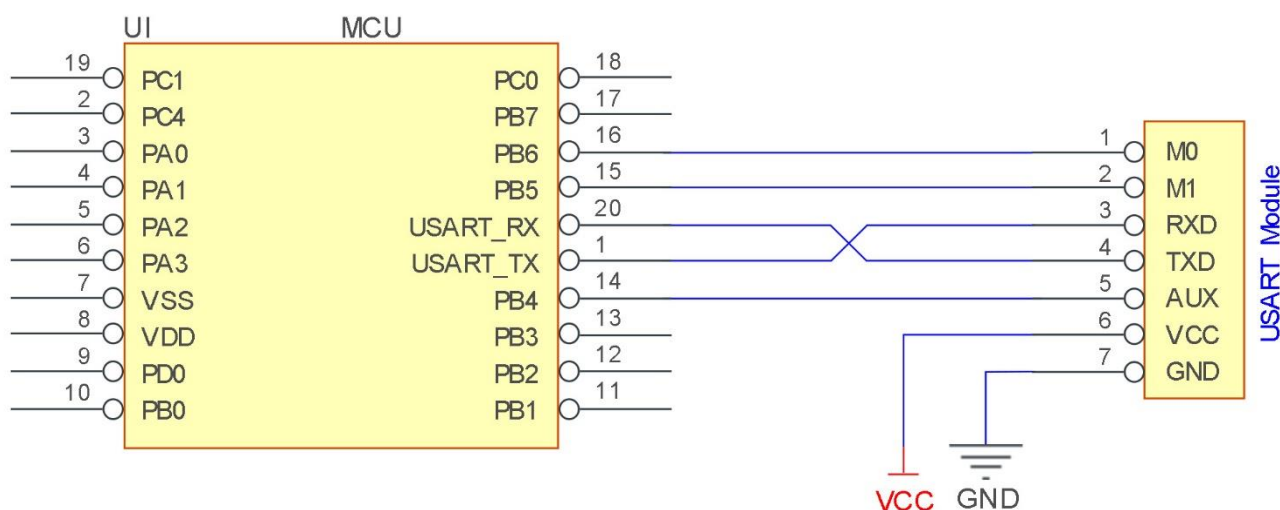 UI MCU
19 PC1 PC0 18
2 PC4 PB7 17
3 PA0 PB6 16 1 M0
4 PA1 PB5 15 2 M1
5 PA2 USART_RX 20 3 RXD
6 PA3 USART_TX 1 4 TXD
7 VSS PB4 14 5 AUX
8 VDD PB3 13 6 VCC
9 PD0 PB2 12 7 GND
10 PB0 PB1 11
USART Module
VCC GND